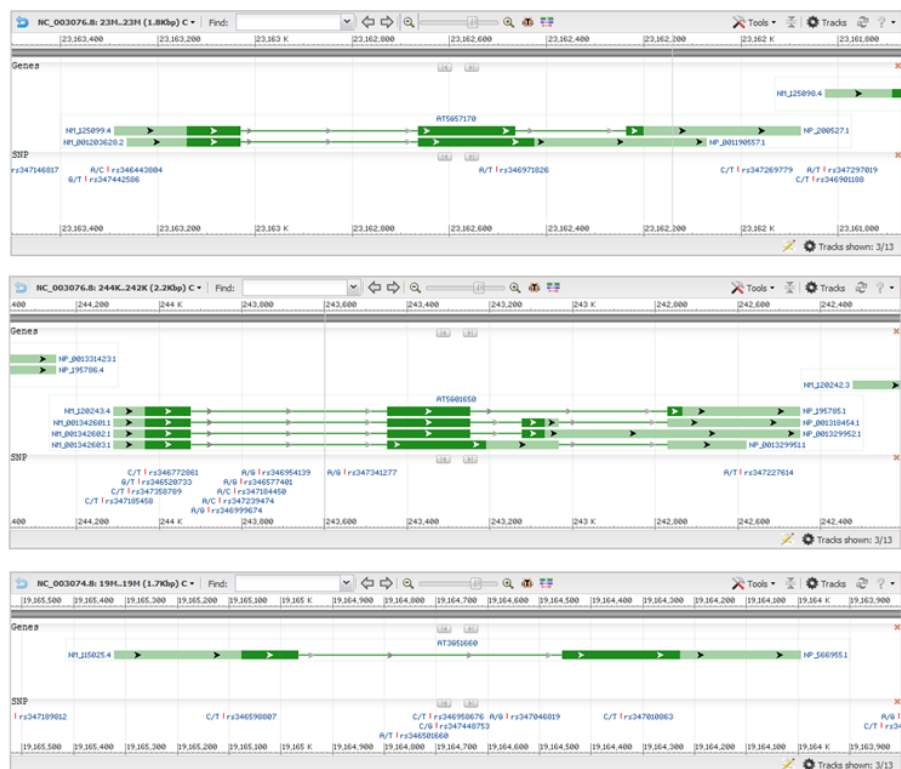 NC_003076.8: 23M..23M (1.8Kbp) C Find: Tools Tracks ?
23,163,400 23,163,200 23,163 K 23,162,800 23,162,600 23,162,400 23,162,200 23,162 K 23,161,800
Genes
NM_125098.4
AT5G57170
NM_125099.4 NP_200527.1
NM_001203628.2 NP_001190557.1
SNP
rs347146817 A/C rs346443804 A/T rs346971826 C/T rs347269779 A/T rs347297019
G/T rs347442586 C/T rs346901188
23,163,400 23,163,200 23,163 K 23,162,800 23,162,600 23,162,400 23,162,200 23,162 K 23,161,800
Tracks shown: 3/13
NC_003076.8: 244K..242K (2.2Kbp) C Find: Tools Tracks ?
400 244,200 244 K 243,800 243,600 243,400 243,200 243 K 242,800 242,600 242,400
Genes
NP_001331423.1
NP_195786.4
NM_120242.3
AT5G01650
NM_120243.4 NP_195785.1
NM_001342601.1 NP_001318454.1
NM_001342602.1 NP_001329952.1
NM_001342603.1 NP_001329951.1
SNP
C/T rs346772861 A/G rs346954139 A/G rs347341277 A/T rs347227614
G/T rs346520733 A/G rs346577401
C/T rs347358789 A/C rs347184450
C/T rs347185458 A/C rs347239474
A/G rs346999674
400 244,200 244 K 243,800 243,600 243,400 243,200 243 K 242,800 242,600 242,400
Tracks shown: 3/13
NC_003074.8: 19M..19M (1.7Kbp) C Find: Tools Tracks ?
19,165,500 19,165,400 19,165,300 19,165,200 19,165,100 19,165 K 19,164,900 19,164,800 19,164,700 19,164,600 19,164,500 19,164,400 19,164,300 19,164,200 19,164,100 19,164 K 19,163,900
Genes
AT3G51660
NM_115025.4 NP_566955.1
SNP
rs347189812 C/T rs346598807 C/T rs346958676 A/G rs347046819 C/T rs347010863 A/G
C/G rs347448753 C/T rs34
A/T rs346501660
19,165,500 19,165,400 19,165,300 19,165,200 19,165,100 19,165 K 19,164,900 19,164,800 19,164,700 19,164,600 19,164,500 19,164,400 19,164,300 19,164,200 19,164,100 19,164 K 19,163,900
Tracks shown: 3/13